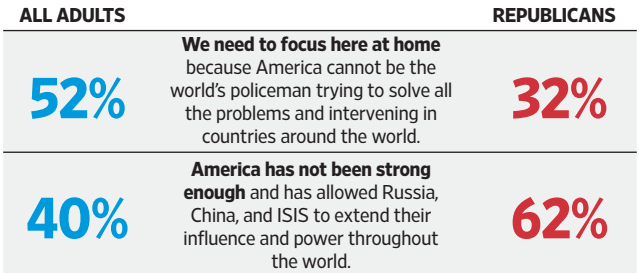 ALL ADULTS
REPUBLICANS
52%
We need to focus here at home
because America cannot be the
world's policeman trying to solve all
the problems and intervening in
countries around the world.
32%
40%
America has not been strong
enough and has allowed Russia,
China, and ISIS to extend their
influence and power throughout
the world.
62%